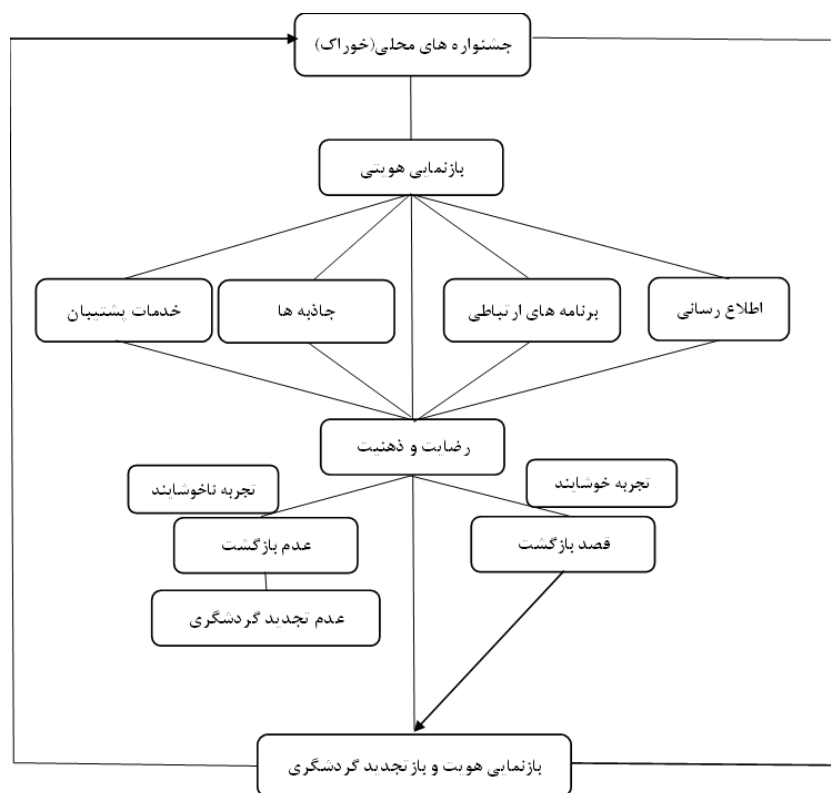 جشنواره های محلی(خوراک)
بازنمایی هویتی
اطلاع رسانی
برنامه های ارتباطی
جاذبه ها
خدمات پشتیبان
رضایت و ذهنیت
تجربه خوشایند
تجربه ناخوشایند
قصد بازگشت
عدم بازگشت
عدم تجدید گردشگری
بازنمایی هویت و باز تجدید گردشگری